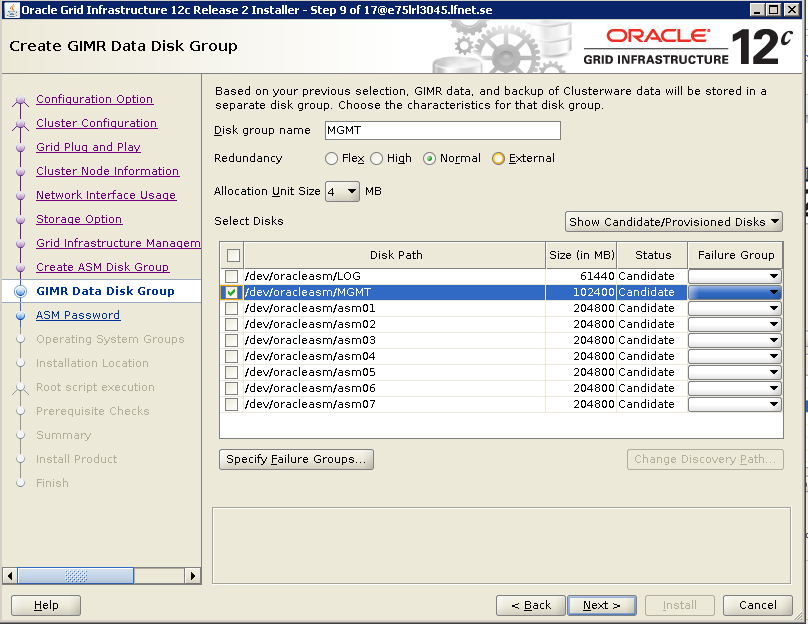 Oracle Grid Infrastructure 12c Release 2 Installer - Step 9 of 17@e75lrl3045.lfnet.se
Create GIMR Data Disk Group
ORACLE
GRID INFRASTRUCTURE
12c
Configuration Option
Cluster Configuration
Grid Plug and Play
Cluster Node Information
Network Interface Usage
Storage Option
Grid Infrastructure Managem
Create ASM Disk Group
GIMR Data Disk Group
ASM Password
Operating System Groups
Installation Location
Root script execution
Prerequisite Checks
Summary
Install Product
Finish
Based on your previous selection, GIMR data, and backup of Clusterware data will be stored in a
separate disk group. Choose the characteristics for that disk group.
Disk group name MGMT
Redundancy Flex High Normal External
Allocation Unit Size 4 MB
Select Disks Show Candidate/Provisioned Disks
Disk Path Size (in MB) Status Failure Group
/dev/oracleasm/LOG 61440 Candidate
/dev/oracleasm/MGMT 102400 Candidate
/dev/oracleasm/asm01 204800 Candidate
/dev/oracleasm/asm02 204800 Candidate
/dev/oracleasm/asm03 204800 Candidate
/dev/oracleasm/asm04 204800 Candidate
/dev/oracleasm/asm05 204800 Candidate
/dev/oracleasm/asm06 204800 Candidate
/dev/oracleasm/asm07 204800 Candidate
Specify Failure Groups... Change Discovery Path...
Help < Back Next > Install Cancel